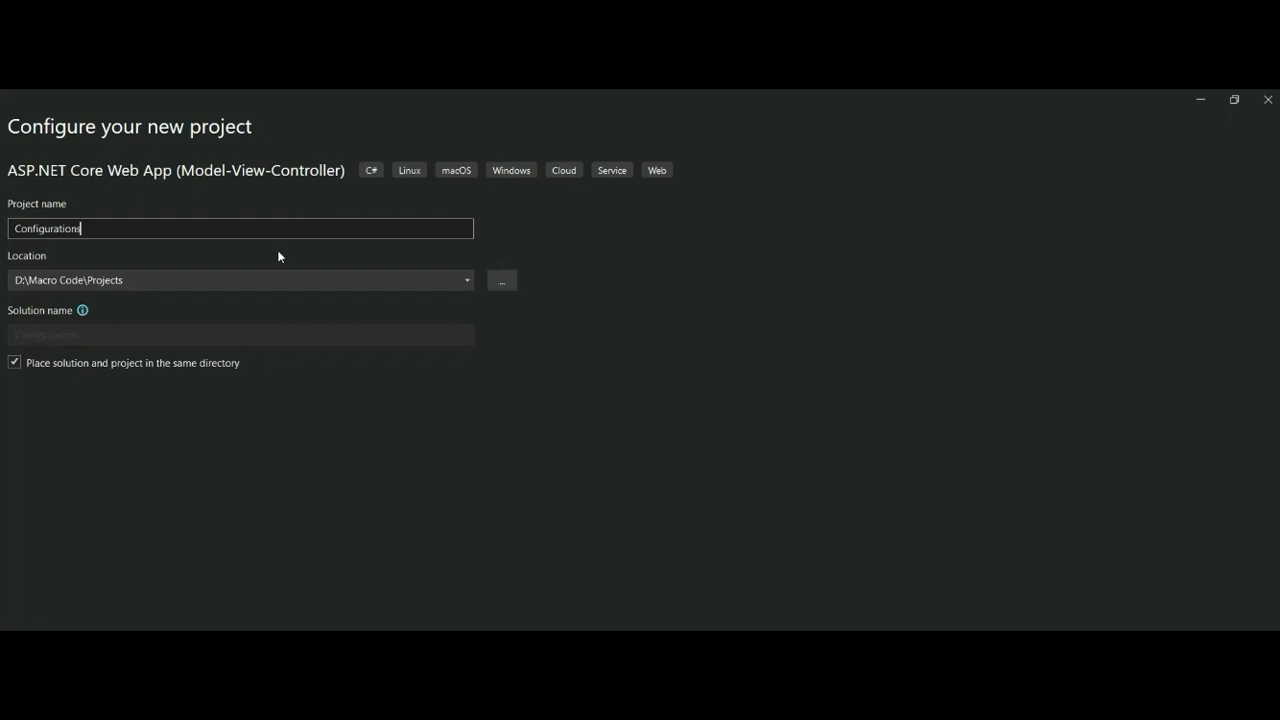 Configure your new project
ASP.NET Core Web App (Model-View-Controller) C# Linux macOS Windows Cloud Service Web
Project name
Configurations
Location
D:\Macro Code\Projects
...
Solution name
Configurations
Place solution and project in the same directory